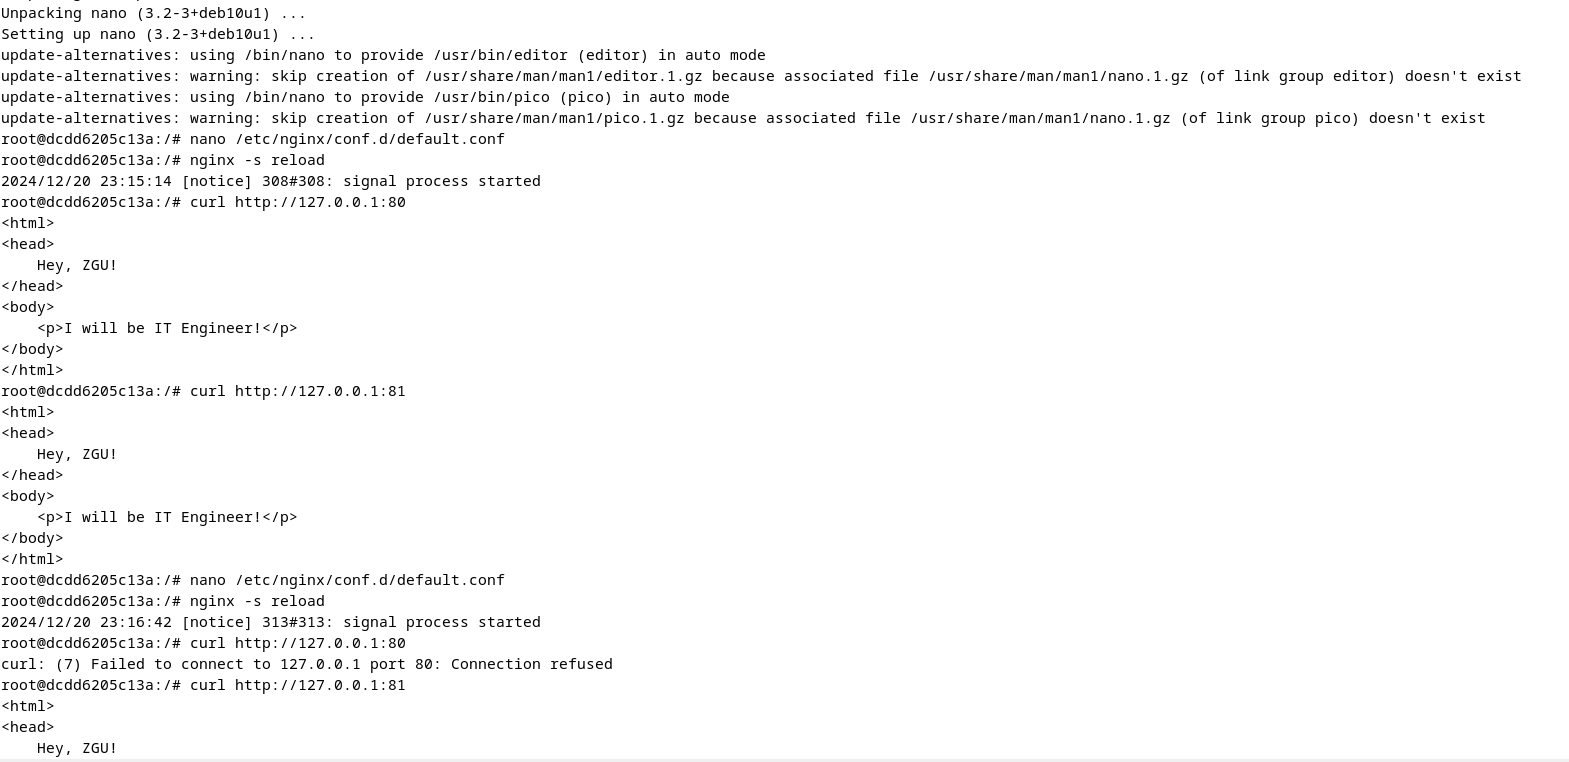 Unpacking nano (3.2-3+deb10u1) ...
Setting up nano (3.2-3+deb10u1) ...
update-alternatives: using /bin/nano to provide /usr/bin/editor (editor) in auto mode
update-alternatives: warning: skip creation of /usr/share/man/man1/editor.1.gz because associated file /usr/share/man/man1/nano.1.gz (of link group editor) doesn't exist
update-alternatives: using /bin/nano to provide /usr/bin/pico (pico) in auto mode
update-alternatives: warning: skip creation of /usr/share/man/man1/pico.1.gz because associated file /usr/share/man/man1/nano.1.gz (of link group pico) doesn't exist
root@dcdd6205c13a:/# nano /etc/nginx/conf.d/default.conf
root@dcdd6205c13a:/# nginx -s reload
2024/12/20 23:15:14 [notice] 308#308: signal process started
root@dcdd6205c13a:/# curl http://127.0.0.1:80
<html>
<head>
    Hey, ZGU!
</head>
<body>
    <p>I will be IT Engineer!</p>
</body>
</html>
root@dcdd6205c13a:/# curl http://127.0.0.1:81
<html>
<head>
    Hey, ZGU!
</head>
<body>
    <p>I will be IT Engineer!</p>
</body>
</html>
root@dcdd6205c13a:/# nano /etc/nginx/conf.d/default.conf
root@dcdd6205c13a:/# nginx -s reload
2024/12/20 23:16:42 [notice] 313#313: signal process started
root@dcdd6205c13a:/# curl http://127.0.0.1:80
curl: (7) Failed to connect to 127.0.0.1 port 80: Connection refused
root@dcdd6205c13a:/# curl http://127.0.0.1:81
<html>
<head>
    Hey, ZGU!